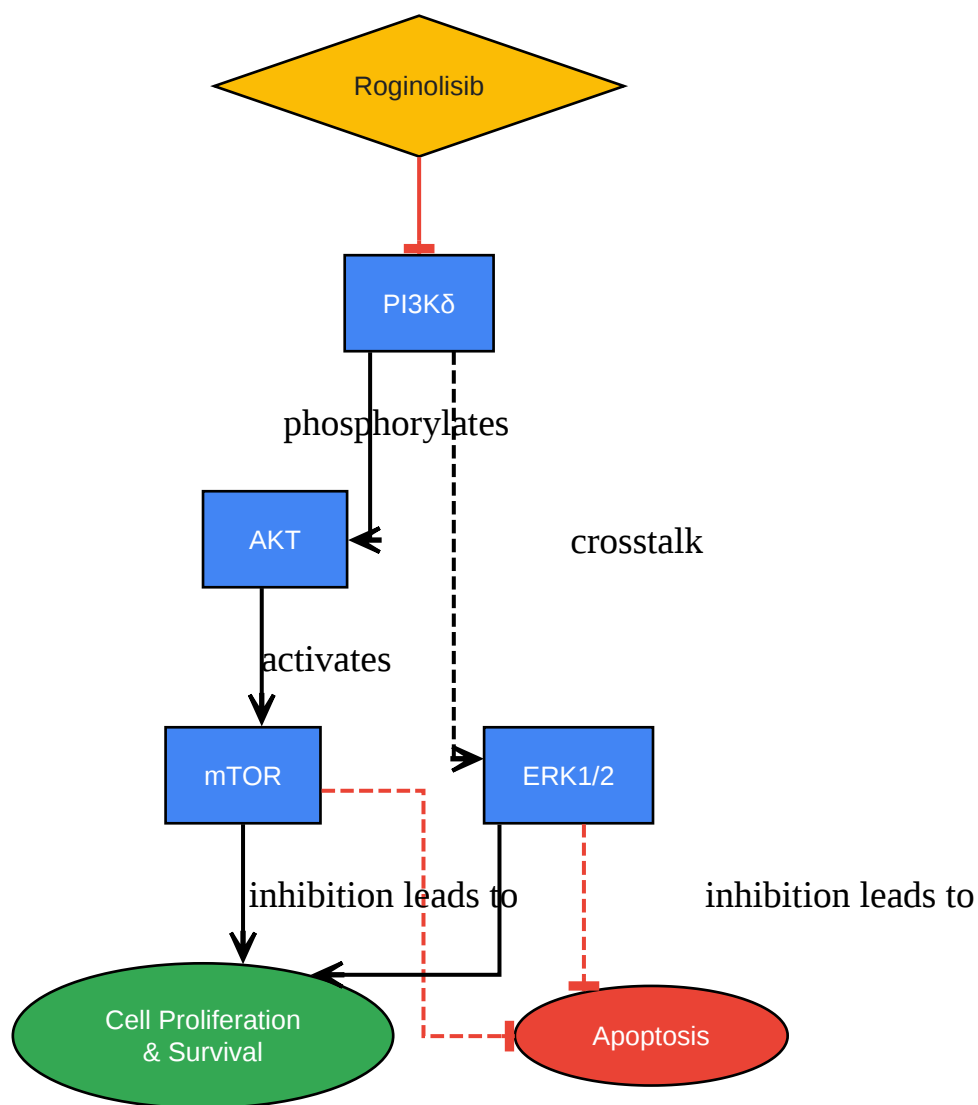 Roginolisib
PI3Kδ
phosphorylates
AKT
crosstalk
activates
mTOR
ERK1/2
inhibition leads to
inhibition leads to
Cell Proliferation
& Survival
Apoptosis